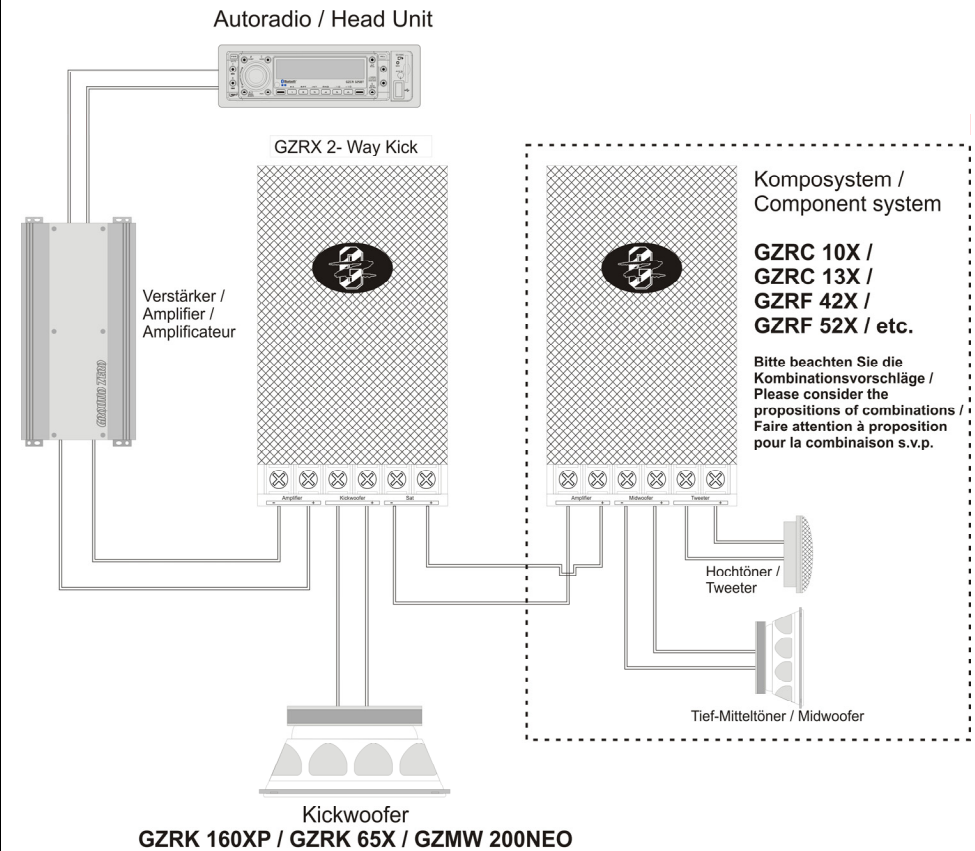 Autoradio / Head Unit
GZRX 2- Way Kick
Komposystem /
Component system
GZRC 10X /
GZRC 13X /
GZRF 42X /
GZRF 52X / etc.
Bitte beachten Sie die
Kombinationsvorschläge /
Please consider the
propositions of combinations /
Faire attention à proposition
pour la combinaison s.v.p.
Verstärker /
Amplifier /
Amplificateur
GROUND ZERO
Amplifier Kickwoofer Sat
- + - + - +
Amplifier Midwoofer Tweeter
- + - + - +
Hochtöner /
Tweeter
Tief-Mitteltöner / Midwoofer
Kickwoofer
GZRK 160XP / GZRK 65X / GZMW 200NEO